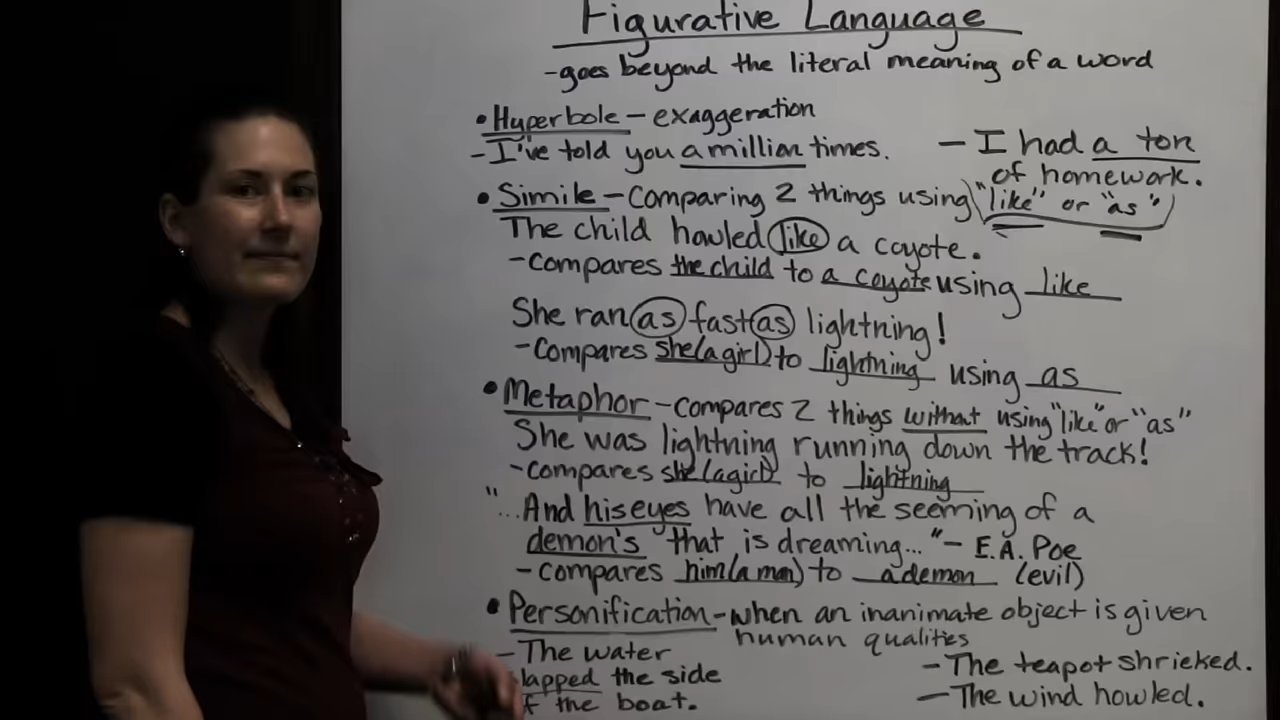 Figurative Language
-goes beyond the literal meaning of a word
• Hyperbole - exaggeration
- I've told you a million times. - I had a ton
of homework.
• Simile - Comparing 2 things using ("like" or "as")
The child howled like a coyote.
- compares the child to a coyote using like
She ran as fast as lightning!
- Compares she(a girl) to lightning using as
• Metaphor - compares 2 things without using "like" or "as"
She was lightning running down the track!
- compares she(a girl) to lightning
"...And his eyes have all the seeming of a
demon's that is dreaming..." - E.A. Poe
- compares him(a man) to a demon (evil)
• Personification - when an inanimate object is given
human qualities
- The water
lapped the side
of the boat.
- The teapot shrieked.
- The wind howled.